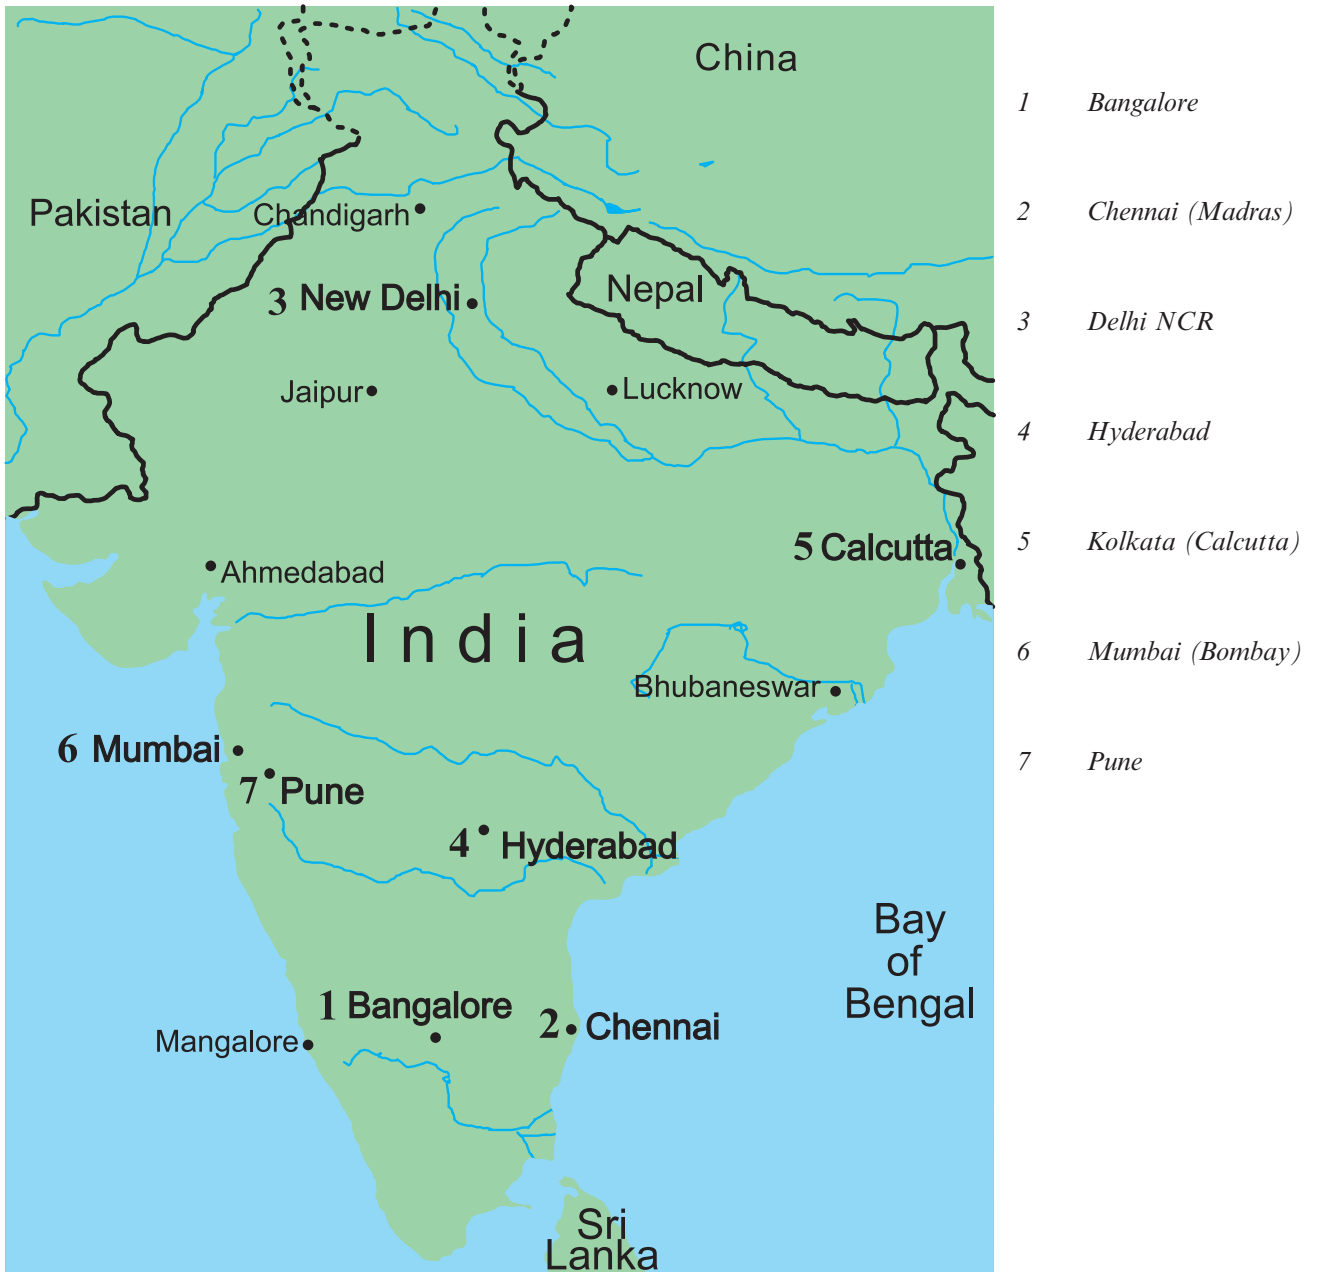 China
Pakistan
Chandigarh
3 New Delhi
Nepal
Jaipur
Lucknow
5 Calcutta
Ahmedabad
India
Bhubaneswar
6 Mumbai
7 Pune
4 Hyderabad
Bay
of
Bengal
1 Bangalore
2 Chennai
Mangalore
Sri
Lanka
1 Bangalore
2 Chennai (Madras)
3 Delhi NCR
4 Hyderabad
5 Kolkata (Calcutta)
6 Mumbai (Bombay)
7 Pune